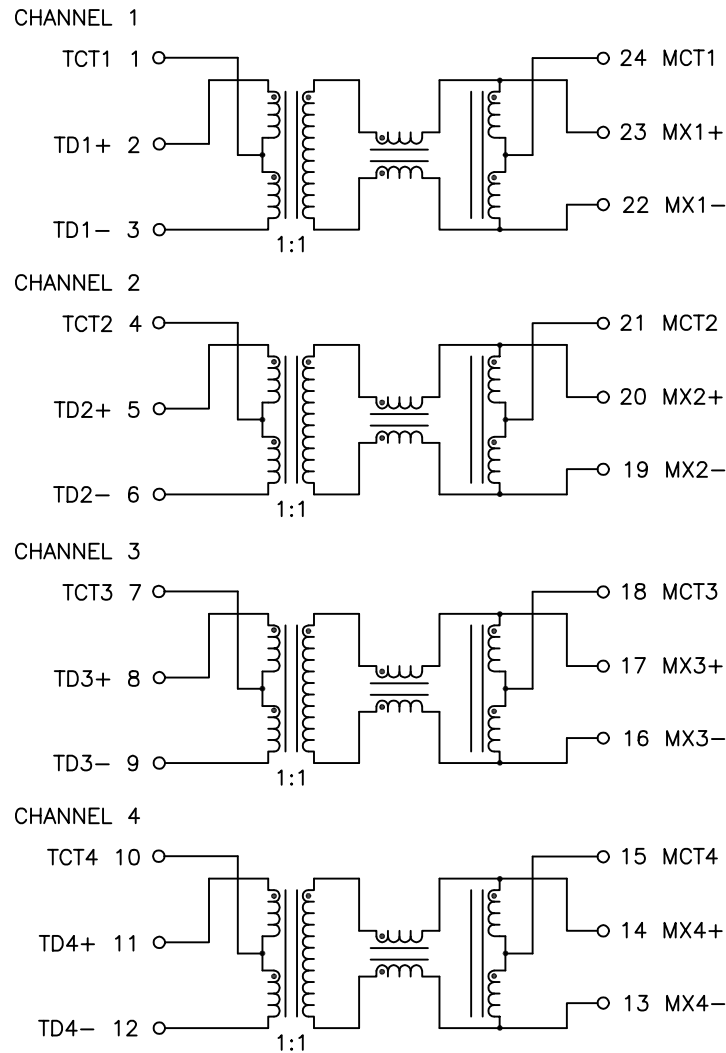 CHANNEL 1
TCT1 1
24 MCT1
TD1+ 2
23 MX1+
22 MX1-
TD1- 3
1:1
CHANNEL 2
TCT2 4
21 MCT2
TD2+ 5
20 MX2+
19 MX2-
TD2- 6
1:1
CHANNEL 3
TCT3 7
18 MCT3
TD3+ 8
17 MX3+
16 MX3-
TD3- 9
1:1
CHANNEL 4
TCT4 10
15 MCT4
TD4+ 11
14 MX4+
13 MX4-
TD4- 12
1:1